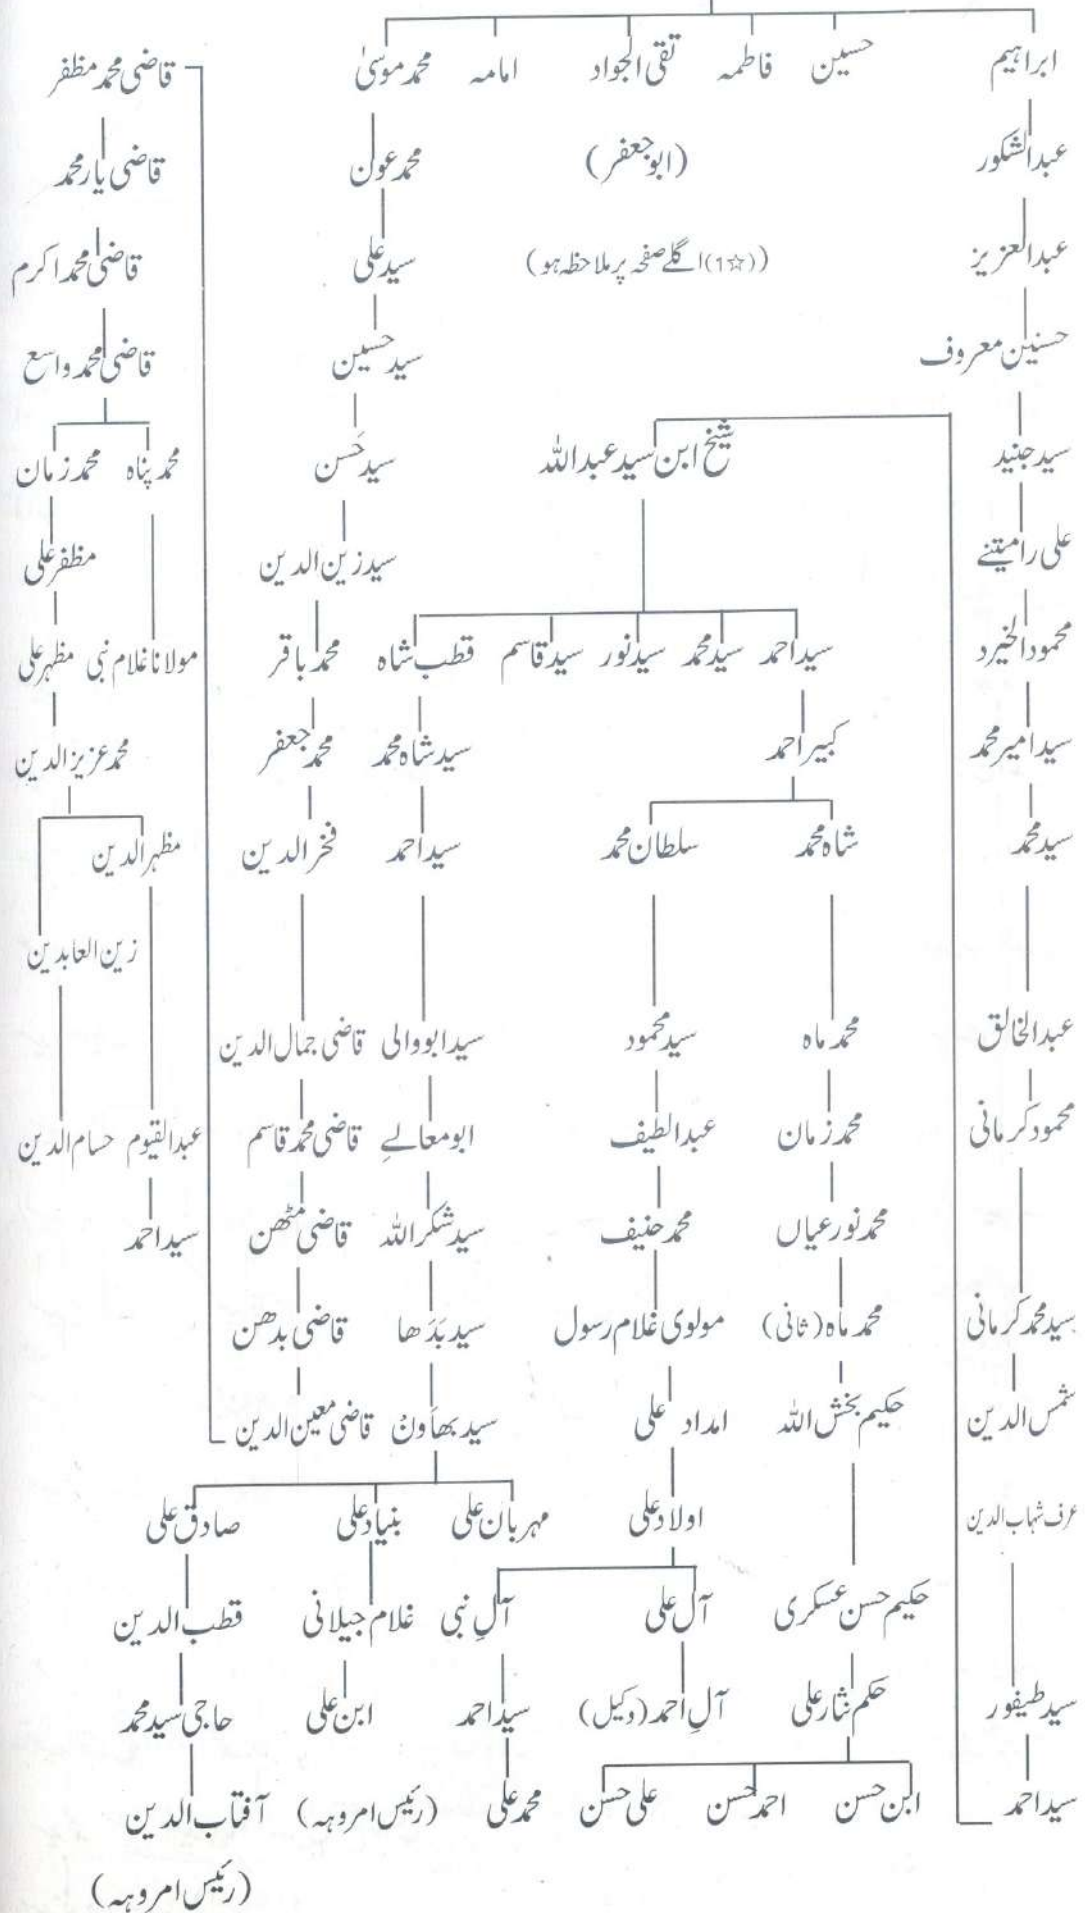 ابراہیم حسین فاطمہ تقی الجواد امامہ محمد موسیٰ قاضی محمد مظفر
عبدالشکور (ابو جعفر) محمد عون قاضی یار محمد
عبدالعزیز ((☆1) اگلے صفحہ پر ملاحظہ ہو) سید علی قاضی محمد اکرم
حسنین معروف سید حسین قاضی محمد واسع
سید جنید شیخ ابن سید عبداللہ سید حَسن محمد پناہ محمد زمان
علی رامیتنے سید زین الدین مظفر علی
محمود الخیرد سید احمد سید محمد سید نور سید قاسم قطب شاہ محمد باقر مولانا غلام نبی مظہر علی
سید امیر محمد کبیر احمد سید شاہ محمد محمد جعفر محمد عزیز الدین
سید محمد شاہ محمد سلطان محمد سید احمد فخر الدین مظہر الدین
زین العابدین
عبدالخالق محمد ماہ سید محمود سید ابو والی قاضی جمال الدین
محمود کرمانی محمد زمان عبدالطیف ابو معالے قاضی محمد قاسم عبدالقیوم حسام الدین
محمد نور عیاں محمد حنیف سید شکر اللہ قاضی مٹھن سید احمد
سید محمد کرمانی محمد ماہ (ثانی) مولوی غلام رسول سید بَدَھا قاضی بدھن
شمس الدین حکیم بخش اللہ امداد علی سید بھاون قاضی معین الدین
عرف شہاب الدین اولاد علی مہربان علی بنیاد علی صادق علی
حکیم حسن عسکری آل علی آلِ نبی غلام جیلانی قطب الدین
سید طیفور حکم نثار علی آلِ احمد (وکیل) سید احمد ابن علی حاجی سید محمد
سید احمد ابن حسن احمد حسن علی حسن محمد علی (رئیس امروہہ) آفتاب الدین
(رئیس امروہہ)